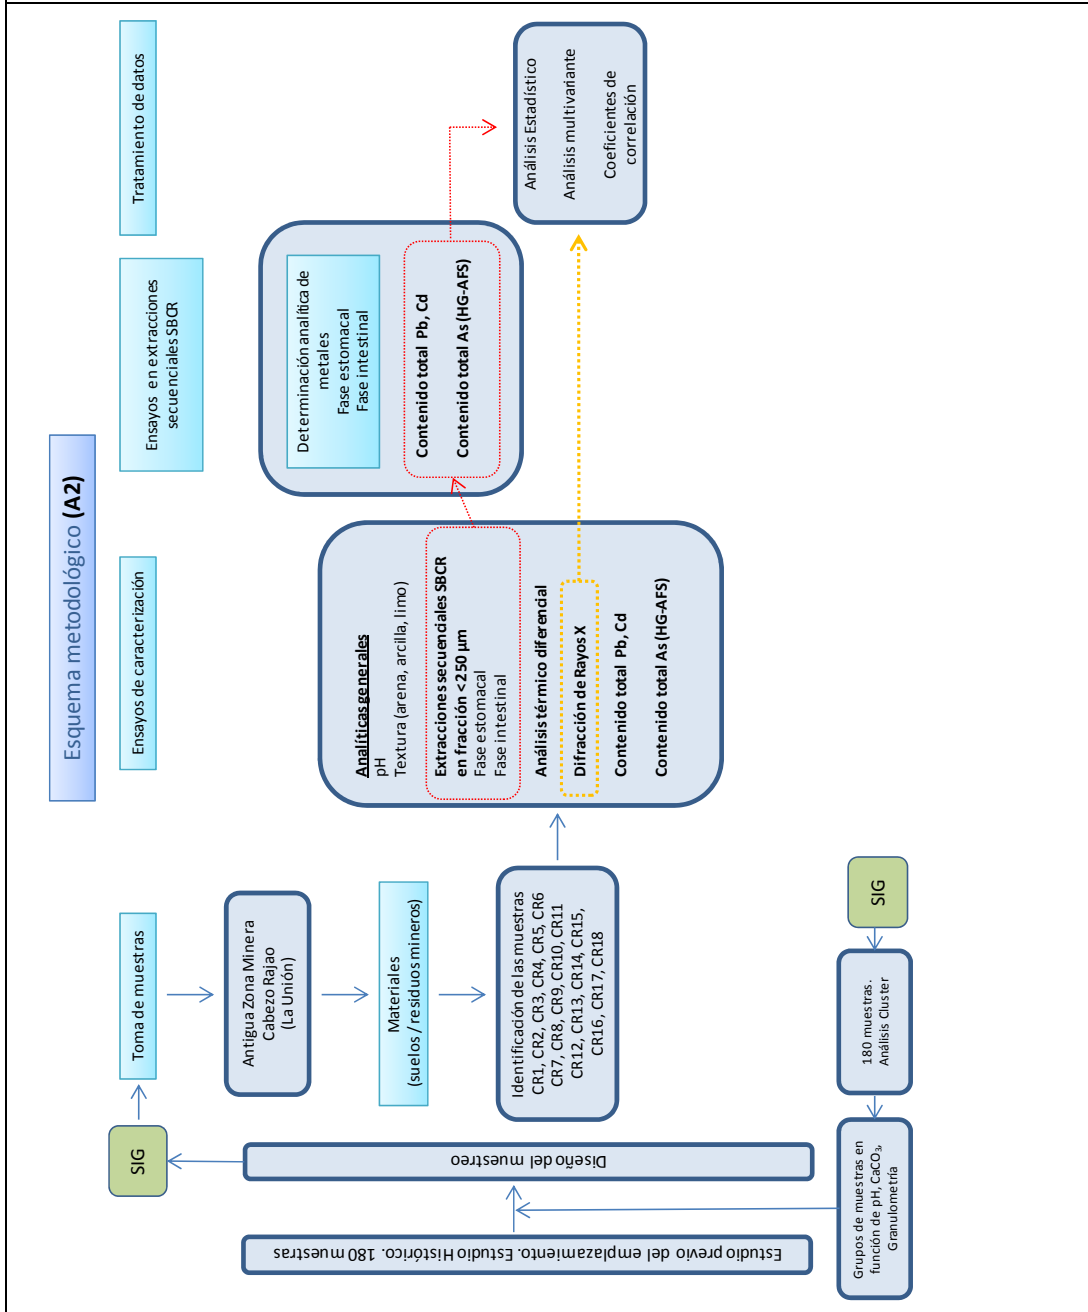 Esquema metodológico (A2)
Toma de muestras
Ensayos de caracterización
Ensayos en extracciones
secuenciales SBCR
Tratamiento de datos
SIG
Estudio previo del emplazamiento. Estudio Histórico. 180 muestras
Diseño del muestreo
Antigua Zona Minera
Cabezo Rajao
(La Unión)
Materiales
(suelos / residuos mineros)
Identificación de las muestras
CR1, CR2, CR3, CR4, CR5, CR6
CR7, CR8, CR9, CR10, CR11
CR12, CR13, CR14, CR15,
CR16, CR17, CR18
SIG
180 muestras.
Análisis Cluster
Grupos de muestras en
función de pH, CaCO3,
Granulometría
Analíticas generales
pH
Textura (arena, arcilla, limo)
Extracciones secuenciales SBCR
en fracción <250 µm
Fase estomacal
Fase intestinal
Análisis térmico diferencial
Difracción de Rayos X
Contenido total Pb, Cd
Contenido total As (HG-AFS)
Determinación analítica de
metales
Fase estomacal
Fase intestinal
Contenido total Pb, Cd
Contenido total As (HG-AFS)
Análisis Estadístico
Análisis multivariante
Coeficientes de
correlación